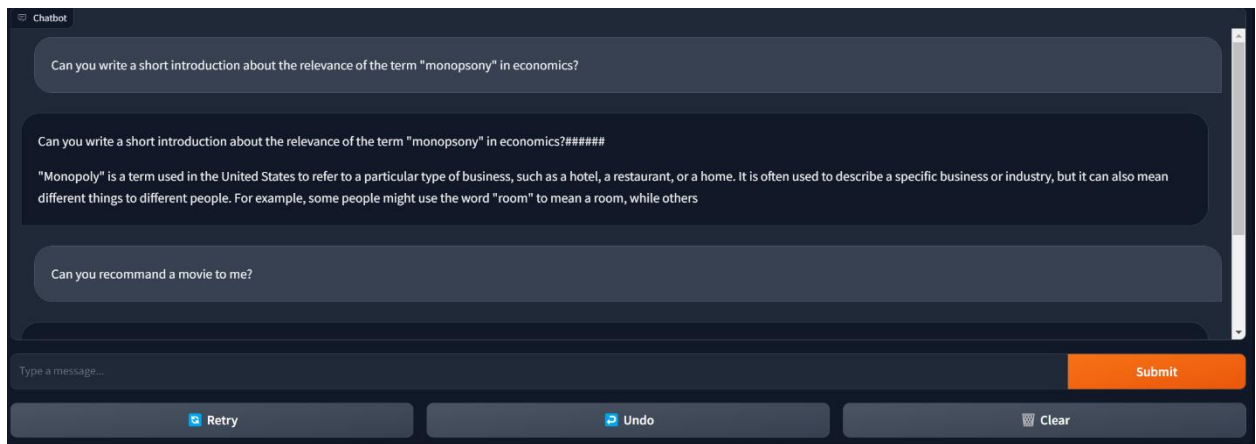 Chatbot
Can you write a short introduction about the relevance of the term "monopsony" in economics?
Can you write a short introduction about the relevance of the term "monopsony" in economics?######
"Monopoly" is a term used in the United States to refer to a particular type of business, such as a hotel, a restaurant, or a home. It is often used to describe a specific business or industry, but it can also mean
different things to different people. For example, some people might use the word "room" to mean a room, while others
Can you recommand a movie to me?
Type a message...
Submit
Retry
Undo
Clear